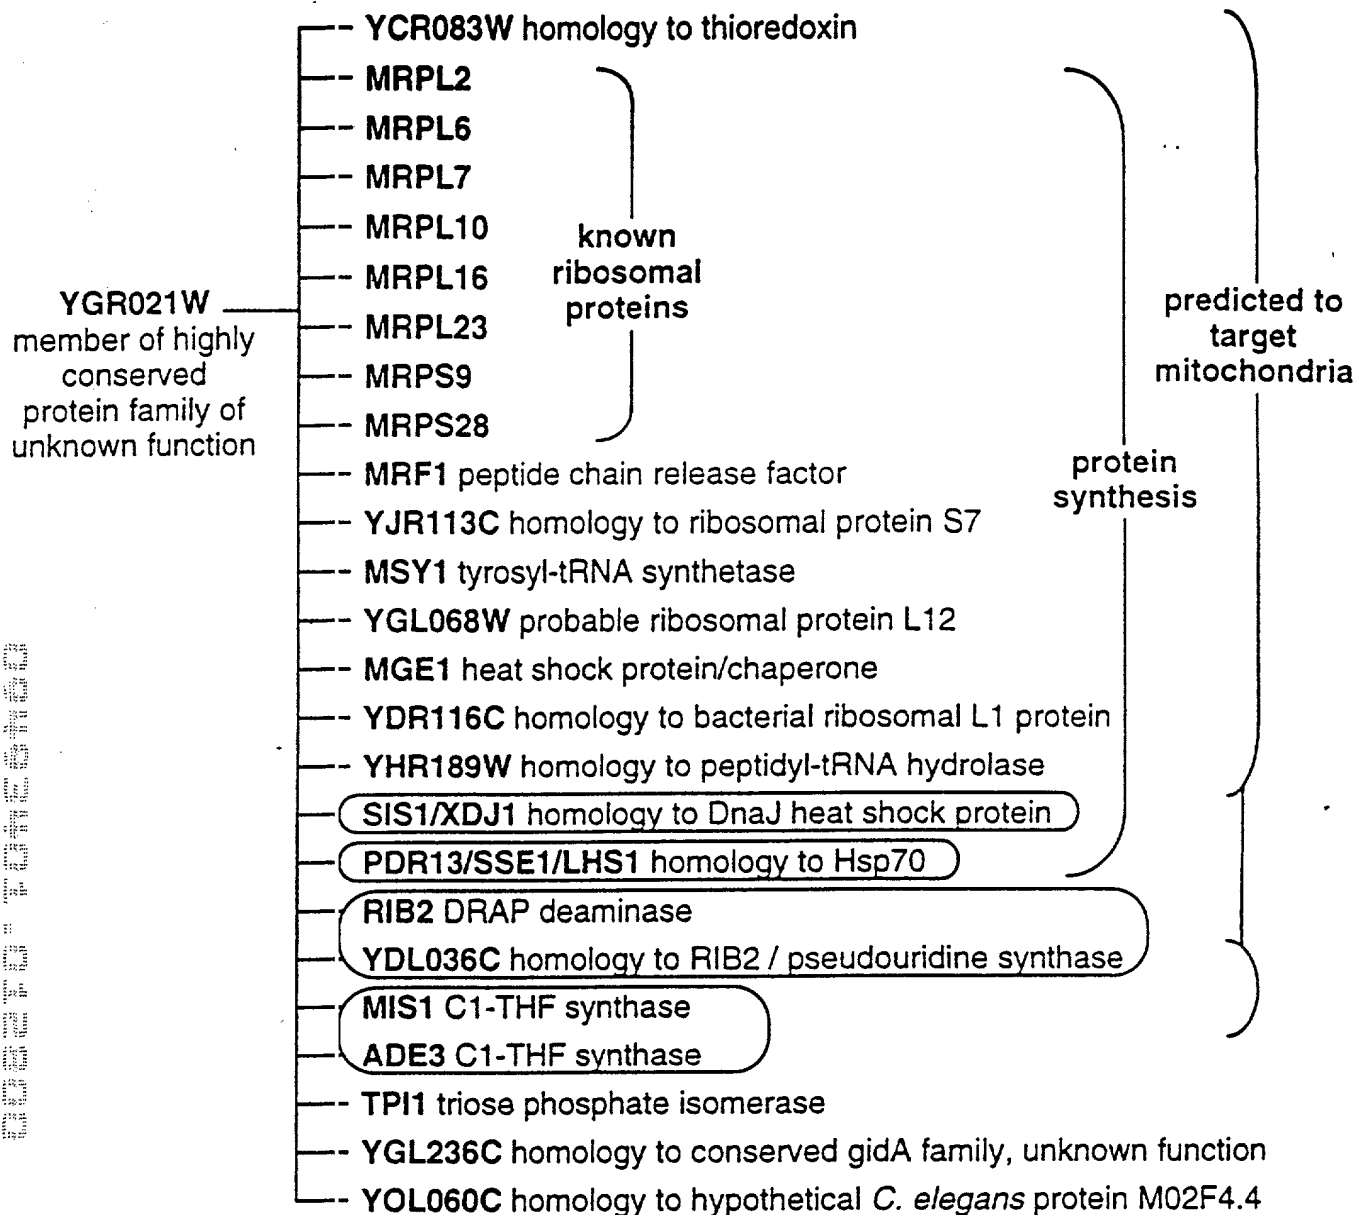 YCR083W homology to thioredoxin
MRPL2
MRPL6
MRPL7
MRPL10
MRPL16
MRPL23
MRPS9
MRPS28
known
ribosomal
proteins
YGR021W
member of highly
conserved
protein family of
unknown function
predicted to
target
mitochondria
protein
synthesis
MRF1 peptide chain release factor
YJR113C homology to ribosomal protein S7
MSY1 tyrosyl-tRNA synthetase
YGL068W probable ribosomal protein L12
MGE1 heat shock protein/chaperone
YDR116C homology to bacterial ribosomal L1 protein
YHR189W homology to peptidyl-tRNA hydrolase
SIS1/XDJ1 homology to DnaJ heat shock protein
PDR13/SSE1/LHS1 homology to Hsp70
RIB2 DRAP deaminase
YDL036C homology to RIB2 / pseudouridine synthase
MIS1 C1-THF synthase
ADE3 C1-THF synthase
TPI1 triose phosphate isomerase
YGL236C homology to conserved gidA family, unknown function
YOL060C homology to hypothetical C. elegans protein M02F4.4